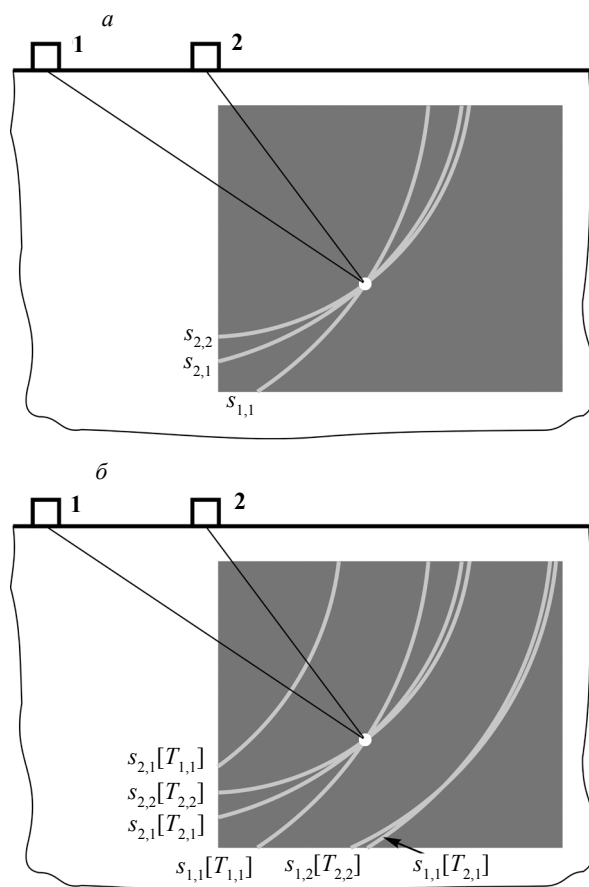 а
1 2
s2,2
s2,1
s1,1
б
1 2
s2,1[T1,1]
s2,2[T2,2]
s2,1[T2,1]
s1,1[T1,1] s1,2[T2,2] s1,1[T2,1]